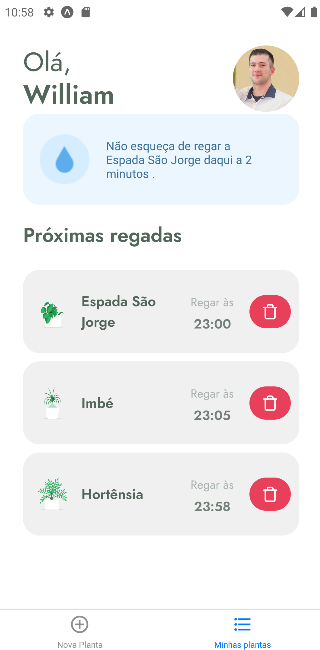 10:58
Olá,
William
Não esqueça de regar a
Espada São Jorge daqui a 2
minutos .
Próximas regadas
Espada São
Jorge
Regar às
23:00
Imbé
Regar às
23:05
Hortênsia
Regar às
23:58
Nova Planta
Minhas plantas